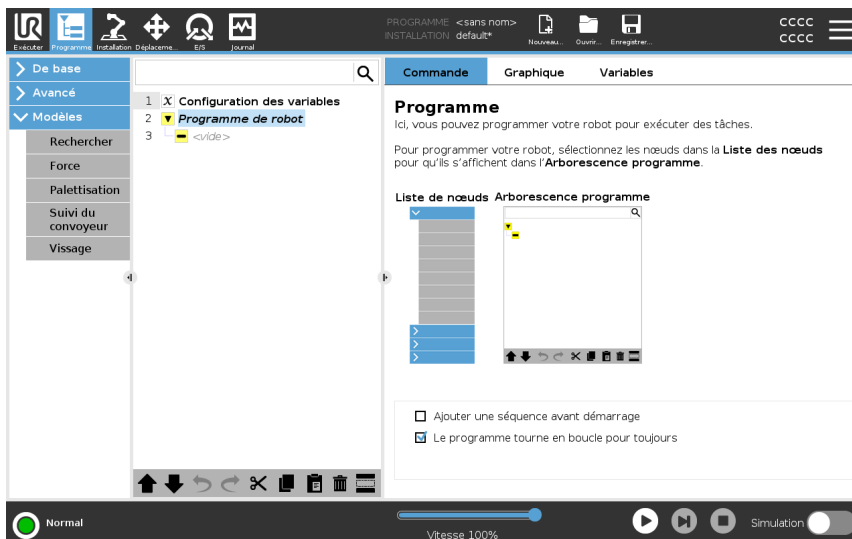 UR
PROGRAMME <sans nom>
INSTALLATION default*
cccc
cccc
Exécuter Programme Installation Déplaceme... E/S Journal
Nouveau... Ouvrir... Enregistrer...
De base
Avancé
Modèles
Rechercher
Force
Palettisation
Suivi du
convoyeur
Vissage
1 X Configuration des variables
2 Programme de robot
3 <vide>
Commande Graphique Variables
Programme
Ici, vous pouvez programmer votre robot pour exécuter des tâches.
Pour programmer votre robot, sélectionnez les nœuds dans la Liste des nœuds
pour qu'ils s'affichent dans l'Arborescence programme.
Liste de nœuds Arborescence programme
Ajouter une séquence avant démarrage
Le programme tourne en boucle pour toujours
Normal
Vitesse 100%
Simulation